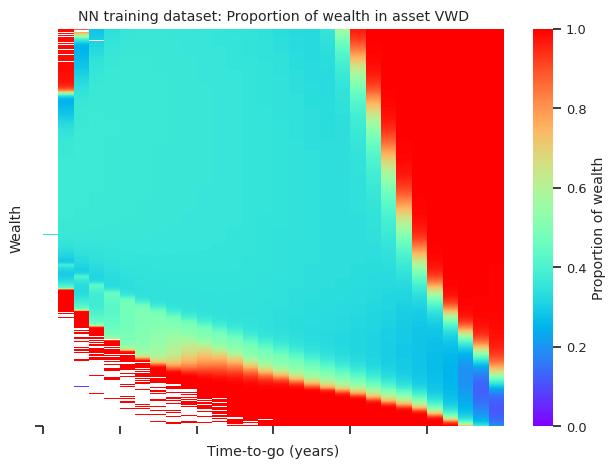 NN training dataset: Proportion of wealth in asset VWD
Wealth
Time-to-go (years)
1.0
0.8
0.6
0.4
0.2
0.0
Proportion of wealth